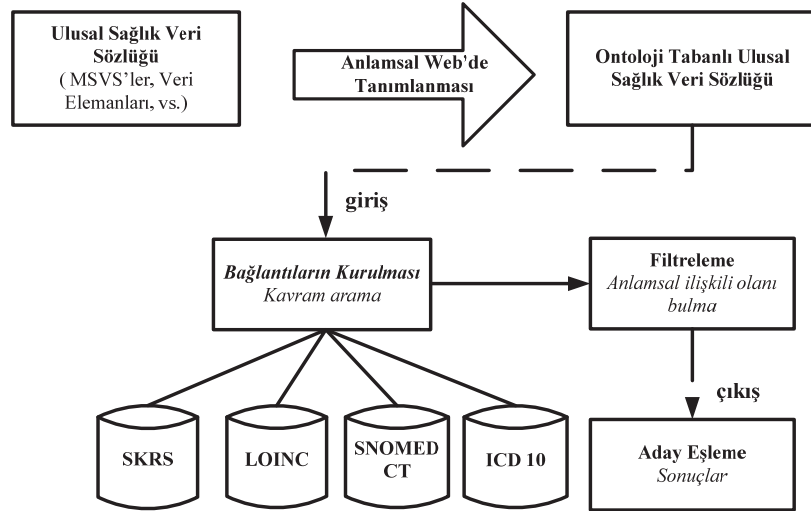 Ulusal Sağlık Veri
Sözlüğü
( MSVS’ler, Veri
Elemanları, vs.)
Anlamsal Web’de
Tanımlanması
Ontoloji Tabanlı Ulusal
Sağlık Veri Sözlüğü
giriş
Bağlantıların Kurulması
Kavram arama
Filtreleme
Anlamsal ilişkili olanı
bulma
çıkış
SKRS
LOINC
SNOMED
CT
ICD 10
Aday Eşleme
Sonuçlar